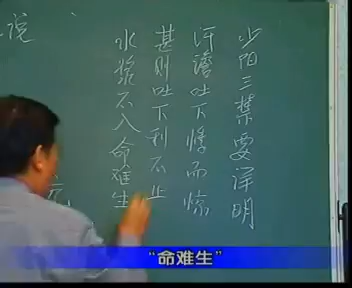 少阳三禁要详明
汗谵吐下悸而惊
甚则吐下利不止
水浆不入命难生
说
“命难生”